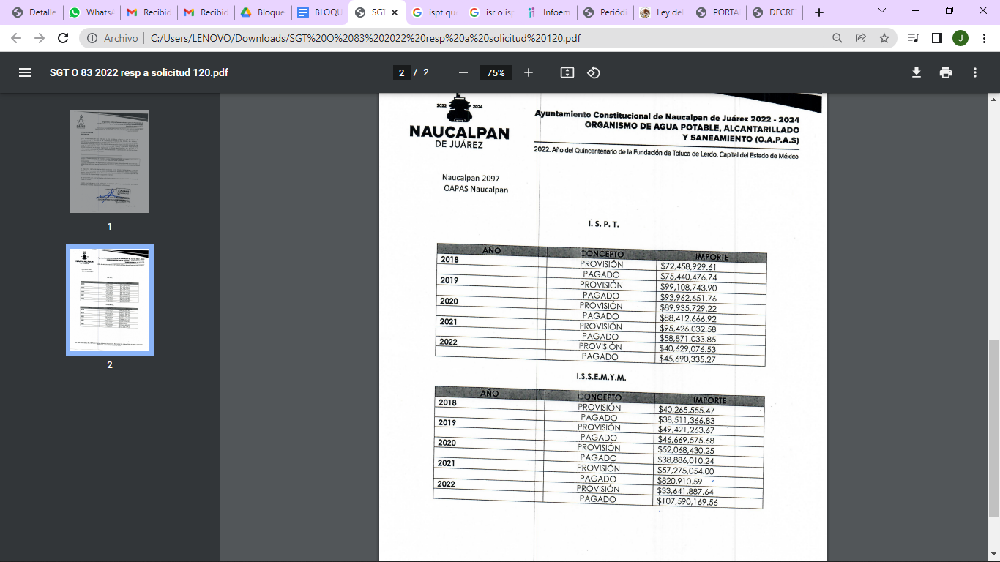 Detalle
WhatsA
Recibid
Recibid
Bloque
BLOQU
SGT
ispt que
isr o isp
Infoem
Periódi
Ley del
PORTA
DECRE
Archivo
C:/Users/LENOVO/Downloads/SGT%20O%2083%202022%20resp%20a%20solicitud%20120.pdf
J
SGT O 83 2022 resp a solicitud 120.pdf
2 / 2
75%
1
2
2022 2024
NAUCALPAN
DE JUÁREZ
Ayuntamiento Constitucional de Naucalpan de Juárez 2022 - 2024
ORGANISMO DE AGUA POTABLE, ALCANTARILLADO
Y SANEAMIENTO (O.A.P.A.S)
2022. Año del Quincentenario de la Fundación de Toluca de Lerdo, Capital del Estado de México
Naucalpan 2097
OAPAS Naucalpan
I. S. P. T.
AÑO CONCEPTO IMPORTE
2018 PROVISIÓN $72,458,929.61
PAGADO $75,440,476.74
2019 PROVISIÓN $99,108,743.90
PAGADO $93,962,651.76
2020 PROVISIÓN $89,935,729.22
PAGADO $88,412,666.92
2021 PROVISIÓN $95,426,032.58
PAGADO $58,871,033.85
2022 PROVISIÓN $40,629,076.53
PAGADO $45,690,335.27
I.S.S.E.M.Y.M.
AÑO CONCEPTO IMPORTE
2018 PROVISIÓN $40,265,555.47
PAGADO $38,511,366.83
2019 PROVISIÓN $49,421,263.67
PAGADO $46,669,575.68
2020 PROVISIÓN $52,068,430.25
PAGADO $38,886,010.24
2021 PROVISIÓN $57,275,054.00
PAGADO $820,910.59
2022 PROVISIÓN $33,641,887.64
PAGADO $107,590,169.56